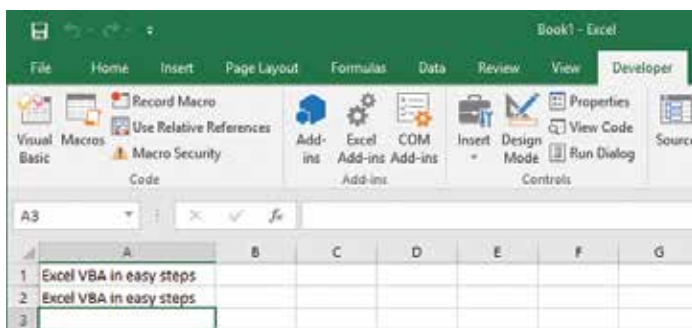 Book1 - Excel
File Home Insert Page Layout Formulas Data Review View Developer
Visual Basic
Macros
Record Macro
Use Relative References
Macro Security
Code
Add-ins
Excel Add-ins
COM Add-ins
Add-ins
Insert
Design Mode
Properties
View Code
Run Dialog
Controls
Source
A3 fx
A B C D E F G
1 Excel VBA in easy steps
2 Excel VBA in easy steps
3